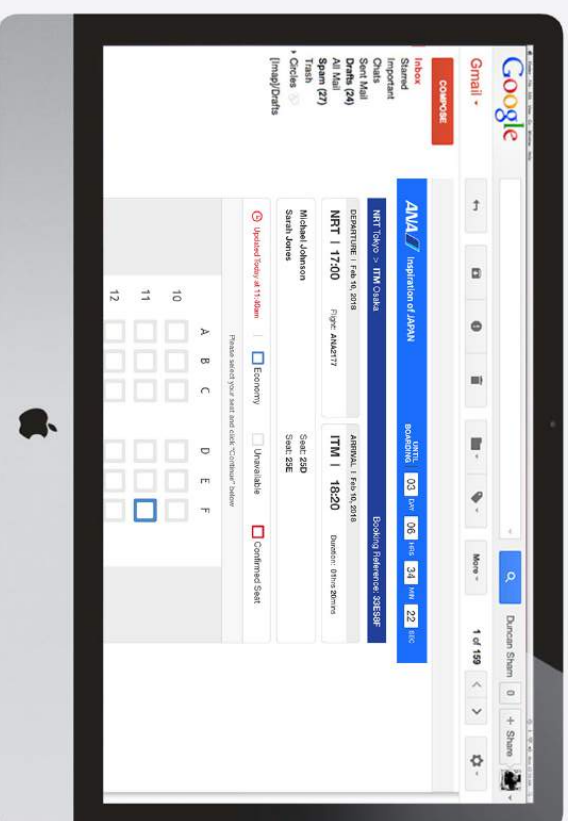 Google
Duncan Sham
0
+ Share
Gmail
More
1 of 159
COMPOSE
Inbox
Starred
Important
Chats
Sent Mail
Drafts (24)
All Mail
Spam (27)
Trash
Circles
[Imap]/Drafts
ANA Inspiration of JAPAN
UNTIL BOARDING 03 DAY 06 HRS 34 MIN 22 SEC
NRT Tokyo > ITM Osaka
Booking Reference: 33ES8F
DEPARTURE | Feb 10, 2018
NRT | 17:00 Flight: ANA2177
ARRIVAL | Feb 10, 2018
ITM | 18:20 Duration: 01hrs 20mins
Michael Johnson Seat: 25D
Sarah Jones Seat: 25E
Updated Today at 11:40am
Economy
Unavailable
Confirmed Seat
Please select your seat and click "Continue" below
A B C D E F
10
11
12